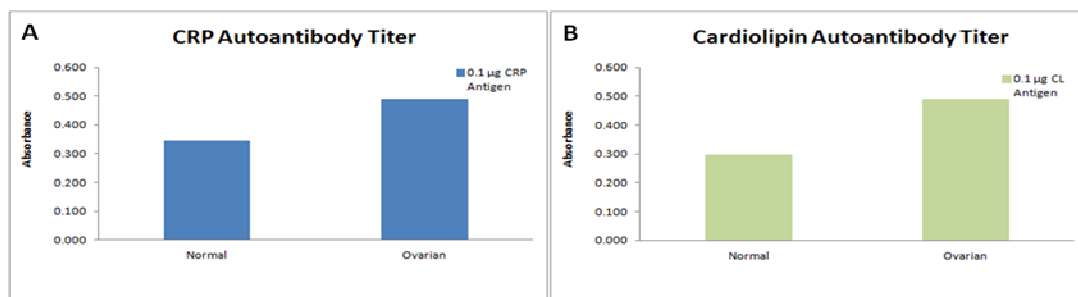 A
CRP Autoantibody Titer
0.600
0.500
0.400
0.300
0.200
0.100
0.000
Absorbance
0.1 µg CRP
Antigen
Normal
Ovarian
B
Cardiolipin Autoantibody Titer
0.600
0.500
0.400
0.300
0.200
0.100
0.000
Absorbance
0.1 µg CL
Antigen
Normal
Ovarian